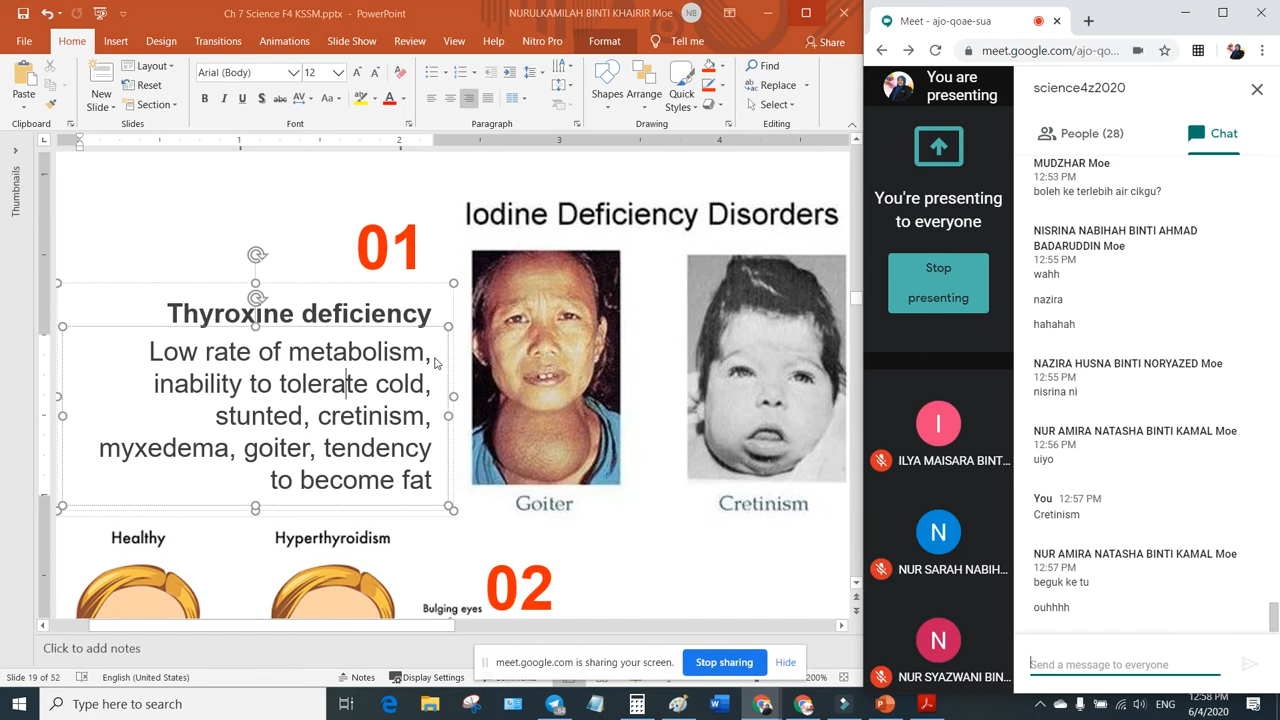 Ch 7 Science F4 KSSM.pptx
NURULKAMILAH BINTI KHAIRIL Moe
NB
File
Home
Insert
Design
Transitions
Animations
Slide Show
Review
View
Help
Nitro Pro
Format
Tell me
Share
Paste
New
Slide
Layout
Reset
Section
Arial (Body)
18+
Shapes
Arrange
Quick
Styles
Find
Replace
Select
Clipboard
Slides
Font
Paragraph
Drawing
Editing
Thumbnails
1
2
3
4
Iodine Deficiency Disorders
01
Thyroxine deficiency
Low rate of metabolism,
inability to tolerate cold,
stunted, cretinism,
myxedema, goiter, tendency
to become fat
Goiter
Cretinism
Healthy
Hyperthyroidism
02
Bulging eyes
Click to add notes
meet.google.com is sharing your screen.
Stop sharing
Hide
Slide 19 of 52
English (United States)
Notes
Display Settings
200%
Type here to search
Meet - ajo-qoae-sua
meet.google.com/ajo-qo...
You are
presenting
You're presenting
to everyone
Stop
presenting
I
ILYA MAISARA BINT...
N
NUR SARAH NABIH...
N
NUR SYAZWANI BIN...
science4z2020
People (28)
Chat
MUDZHAR Moe
12:53 PM
boleh ke terlebih air cikgu?
NISRINA NABIHAH BINTI AHMAD
BADARUDDIN Moe
12:55 PM
wahh
nazira
hahahah
NAZIRA HUSNA BINTI NORYAZED Moe
12:55 PM
nisrina ni
NUR AMIRA NATASHA BINTI KAMAL Moe
12:56 PM
uiyo
You 12:57 PM
Cretinism
NUR AMIRA NATASHA BINTI KAMAL Moe
12:57 PM
beguk ke tu
ouhhhh
Send a message to everyone
ENG
12:58 PM
6/4/2020